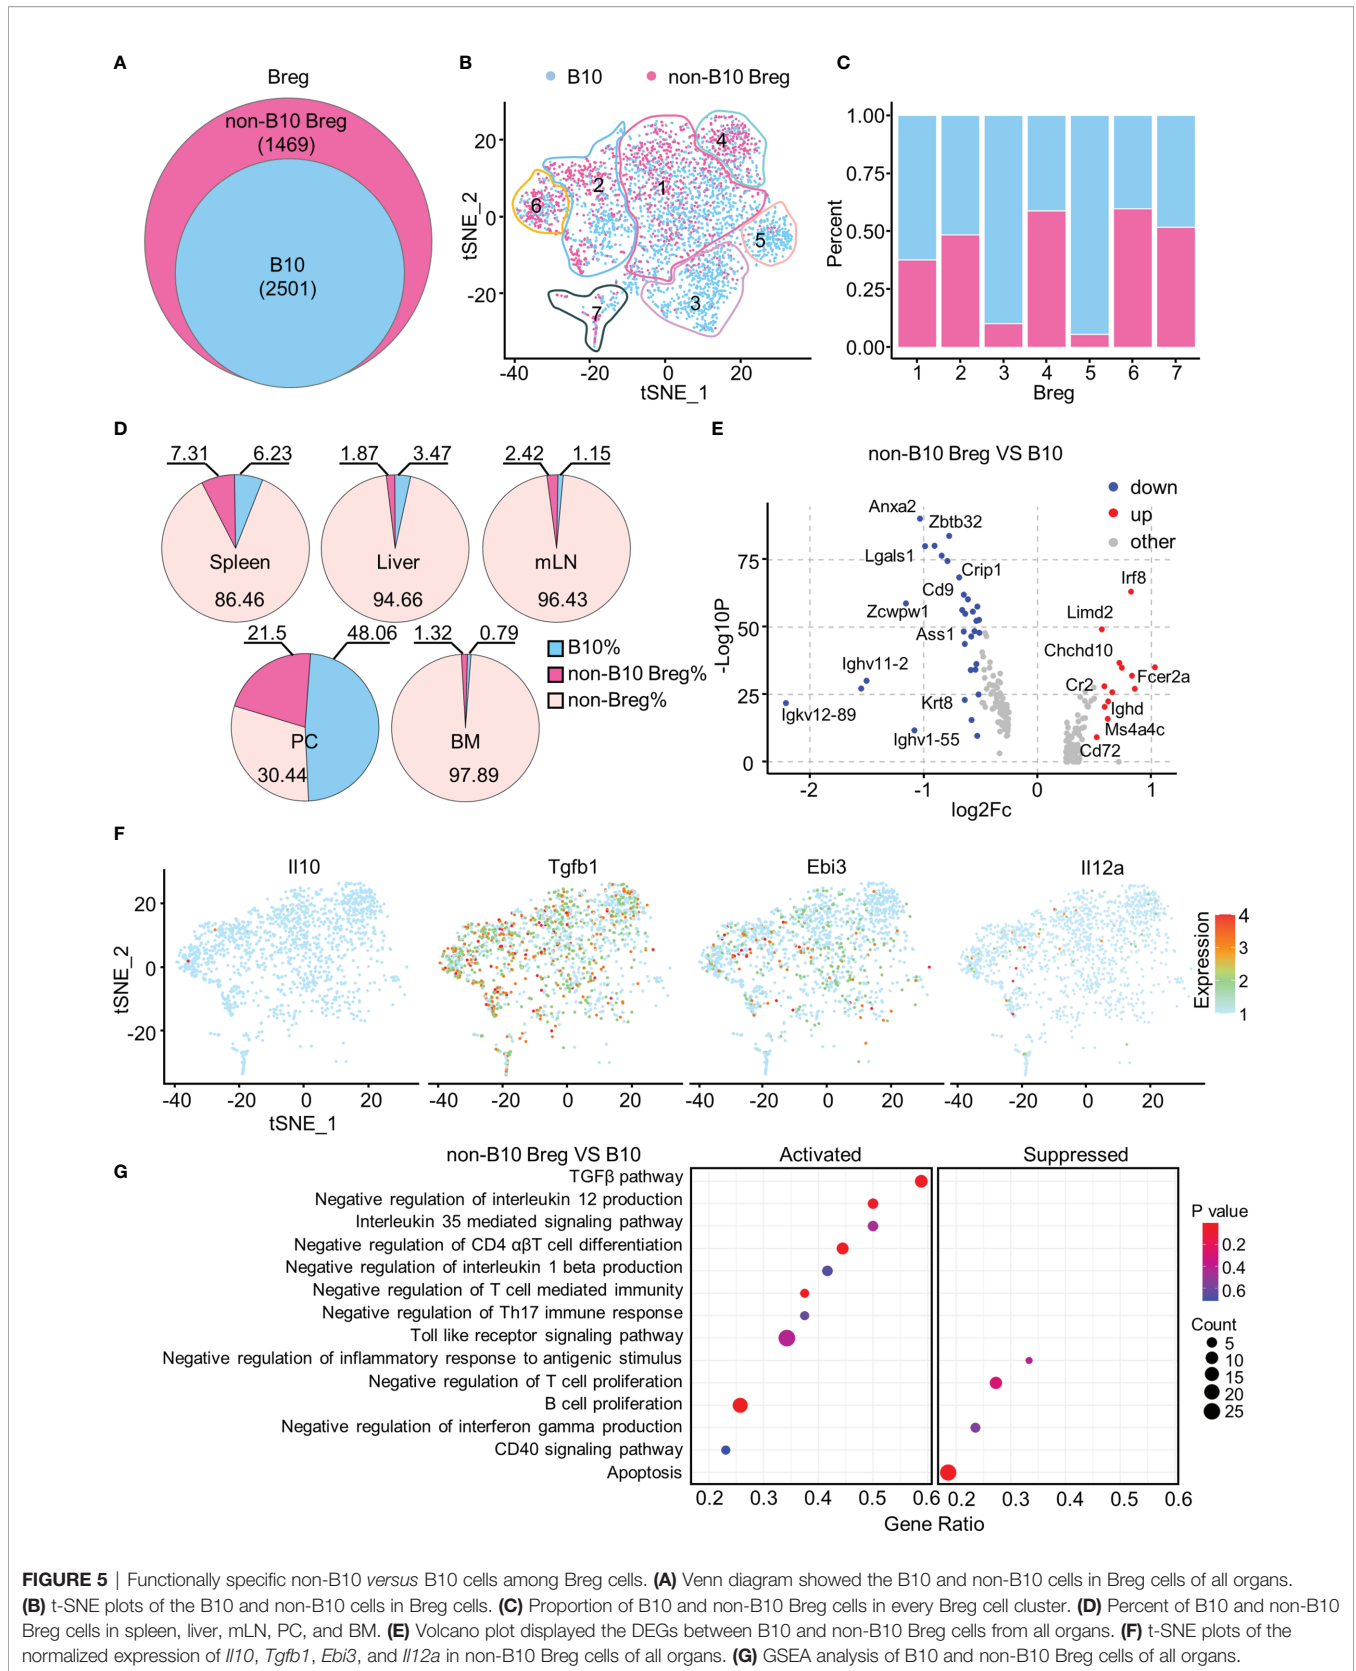 A
Breg
non-B10 Breg
(1469)
B10
(2501)
B
B10
non-B10 Breg
20
0
-20
tSNE_2
1
2
3
4
5
6
7
-40
-20
0
20
tSNE_1
C
1.00
0.75
0.50
0.25
0.00
Percent
1 2 3 4 5 6 7
Breg
D
7.31 6.23
Spleen
86.46
1.87 3.47
Liver
94.66
2.42 1.15
mLN
96.43
21.5 48.06
PC
30.44
1.32 0.79
BM
97.89
B10%
non-B10 Breg%
non-Breg%
E
non-B10 Breg VS B10
down
up
other
Anxa2
Zbtb32
Lgals1
Crip1
Cd9
Zcwpw1
Ass1
Ighv11-2
Krt8
Igkv12-89
Ighv1-55
Irf8
Limd2
Chchd10
Fcer2a
Cr2
Ighd
Ms4a4c
Cd72
75
50
25
0
-Log10P
-2 -1 0 1
log2Fc
F
Il10
Tgfb1
Ebi3
Il12a
20
0
-20
tSNE_2
-40 -20 0 20
-40 -20 0 20
-40 -20 0 20
-40 -20 0 20
tSNE_1
Expression
4
3
2
1
G
non-B10 Breg VS B10
Activated
Suppressed
TGFβ pathway
Negative regulation of interleukin 12 production
Interleukin 35 mediated signaling pathway
Negative regulation of CD4 αβT cell differentiation
Negative regulation of interleukin 1 beta production
Negative regulation of T cell mediated immunity
Negative regulation of Th17 immune response
Toll like receptor signaling pathway
Negative regulation of inflammatory response to antigenic stimulus
Negative regulation of T cell proliferation
B cell proliferation
Negative regulation of interferon gamma production
CD40 signaling pathway
Apoptosis
0.2 0.3 0.4 0.5 0.6
0.2 0.3 0.4 0.5 0.6
Gene Ratio
P value
0.2
0.4
0.6
Count
5
10
15
20
25
FIGURE 5 | Functionally specific non-B10 versus B10 cells among Breg cells. (A) Venn diagram showed the B10 and non-B10 cells in Breg cells of all organs.
(B) t-SNE plots of the B10 and non-B10 cells in Breg cells. (C) Proportion of B10 and non-B10 Breg cells in every Breg cell cluster. (D) Percent of B10 and non-B10
Breg cells in spleen, liver, mLN, PC, and BM. (E) Volcano plot displayed the DEGs between B10 and non-B10 Breg cells from all organs. (F) t-SNE plots of the
normalized expression of Il10, Tgfb1, Ebi3, and Il12a in non-B10 Breg cells of all organs. (G) GSEA analysis of B10 and non-B10 Breg cells of all organs.